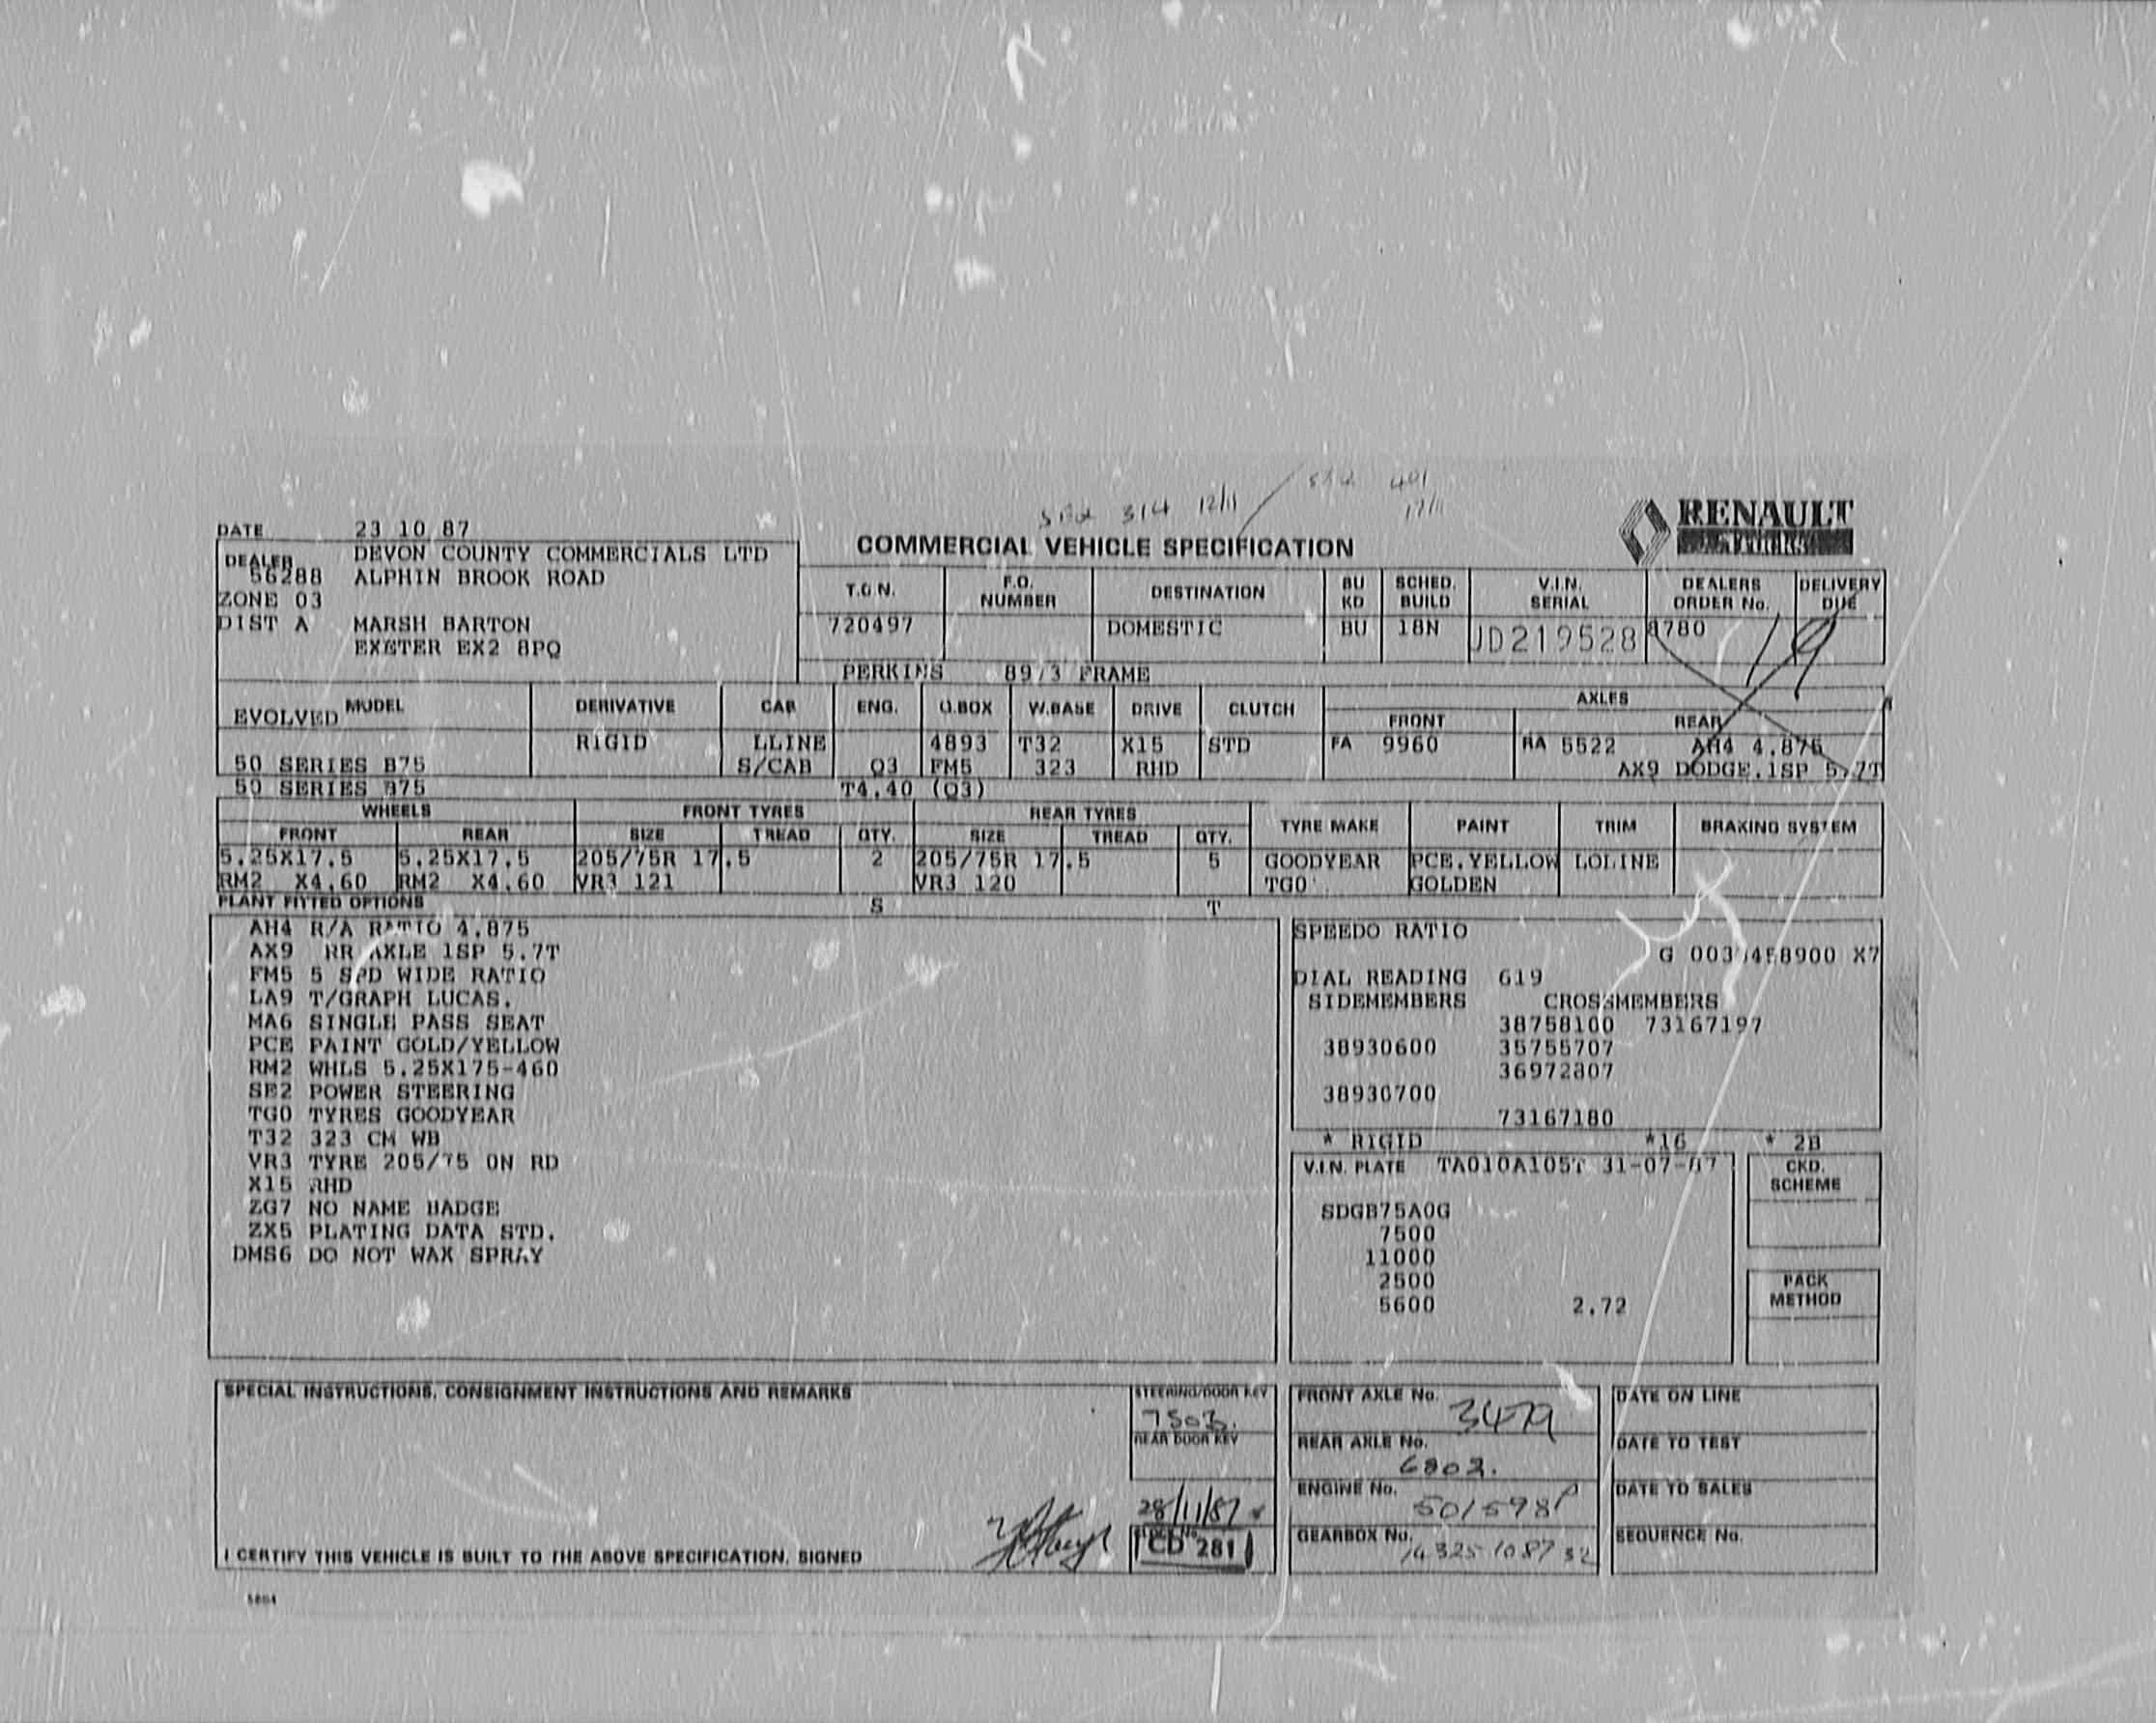 DATE 23 10 87
DEALER DEVON COUNTY COMMERCIALS LTD
56288 ALPHIN BROOK ROAD
ZONE 03
DIST A MARSH BARTON
EXETER EX2 8PQ
314 12/11 401 17/11
COMMERCIAL VEHICLE SPECIFICATION
RENAULT
T.O.N. F.O. NUMBER DESTINATION BU KD SCHED. BUILD V.I.N. SERIAL DEALERS ORDER No. DELIVERY DUE
720497 DOMESTIC BU 18N JD219528 8780 19
PERKINS 89/3 FRAME
MODEL DERIVATIVE CAB ENG. G.BOX W.BASE DRIVE CLUTCH AXLES
EVOLVED FRONT REAR
RIGID LLINE 4893 T32 X15 STD FA 9960 RA 5522 AH4 4.875
50 SERIES B75 S/CAB Q3 FM5 323 RHD AX9 DODGE.1SP 5.7T
50 SERIES B75 T4.40 (Q3)
WHEELS FRONT TYRES REAR TYRES TYRE MAKE PAINT TRIM BRAKING SYSTEM
FRONT REAR SIZE TREAD QTY. SIZE TREAD QTY.
5.25X17.5 5.25X17.5 205/75R 17.5 2 205/75R 17.5 5 GOODYEAR PCE.YELLOW LOLINE
RM2 X4.60 RM2 X4.60 VR3 121 VR3 120 TG0 GOLDEN
PLANT FITTED OPTIONS S T
AH4 R/A RATIO 4.875
AX9 RR AXLE 1SP 5.7T
FM5 5 SPD WIDE RATIO
LA9 T/GRAPH LUCAS.
MA6 SINGLE PASS SEAT
PCE PAINT GOLD/YELLOW
RM2 WHLS 5.25X175-460
SE2 POWER STEERING
TG0 TYRES GOODYEAR
T32 323 CM WB
VR3 TYRE 205/75 ON RD
X15 RHD
ZG7 NO NAME BADGE
ZX5 PLATING DATA STD.
DMS6 DO NOT WAX SPRAY
SPEEDO RATIO
G X7
DIAL READING 619
SIDEMEMBERS CROSSMEMBERS
38758100 73167197
38930600 35755707
36972807
38930700
73167180
* RIGID *16 * 2B
V.I.N. PLATE TA010A105T 31-07-87
CKD. SCHEME
SDGB75A0G
7500
11000
2500
5600 2.72
PACK METHOD
SPECIAL INSTRUCTIONS, CONSIGNMENT INSTRUCTIONS AND REMARKS
STEERING/DOOR KEY
7503.
REAR DOOR KEY
28/11/87
CD 281
I CERTIFY THIS VEHICLE IS BUILT TO THE ABOVE SPECIFICATION. SIGNED
FRONT AXLE No. 3479
REAR AXLE No.
6802.
ENGINE No. 501598P
GEARBOX No. 14325 108732
DATE ON LINE
DATE TO TEST
DATE TO SALES
SEQUENCE No.
5804